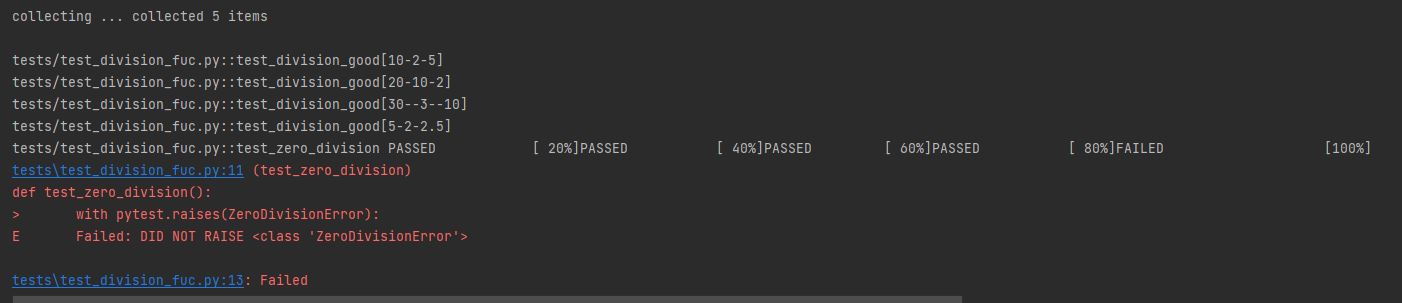 collecting ... collected 5 items
tests/test_division_fuc.py::test_division_good[10-2-5]
tests/test_division_fuc.py::test_division_good[20-10-2]
tests/test_division_fuc.py::test_division_good[30--3--10]
tests/test_division_fuc.py::test_division_good[5-2-2.5]
tests/test_division_fuc.py::test_zero_division PASSED            [ 20%]PASSED           [ 40%]PASSED         [ 60%]PASSED           [ 80%]FAILED                    [100%]
tests\test_division_fuc.py:11 (test_zero_division)
def test_zero_division():
>       with pytest.raises(ZeroDivisionError):
E       Failed: DID NOT RAISE <class 'ZeroDivisionError'>
tests\test_division_fuc.py:13: Failed